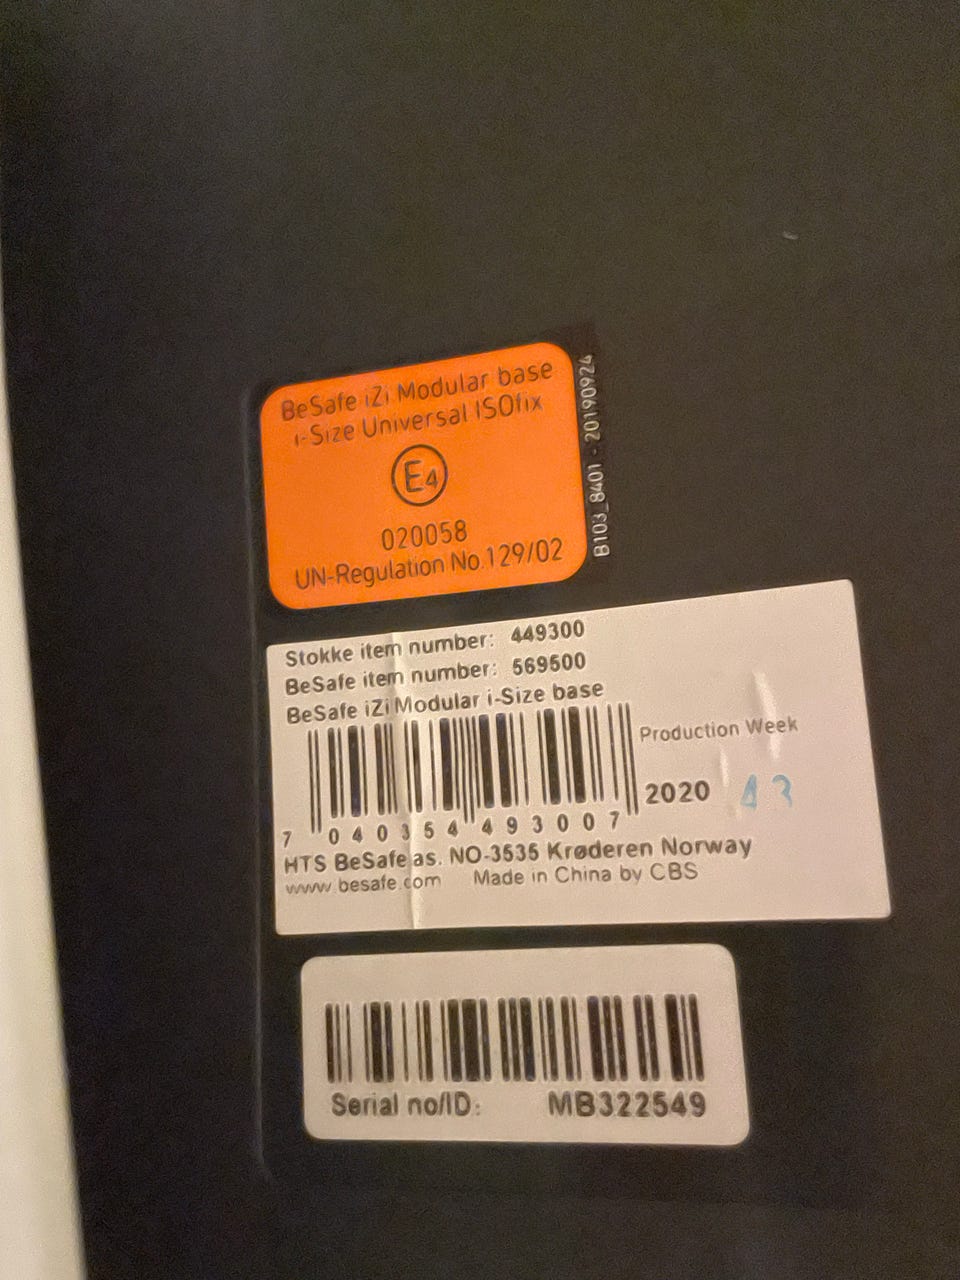 BeSafe iZi Modular base
i-Size Universal ISOfix
E4
020058
UN-Regulation No.129/02
B103_8401 - 20190924
Stokke item number: 449300
BeSafe item number: 569500
BeSafe iZi Modular i-Size base
Production Week
2020
7 040354 493007
HTS BeSafe as. NO-3535 Krøderen Norway
www.besafe.com Made in China by CBS
Serial no/ID: MB322549